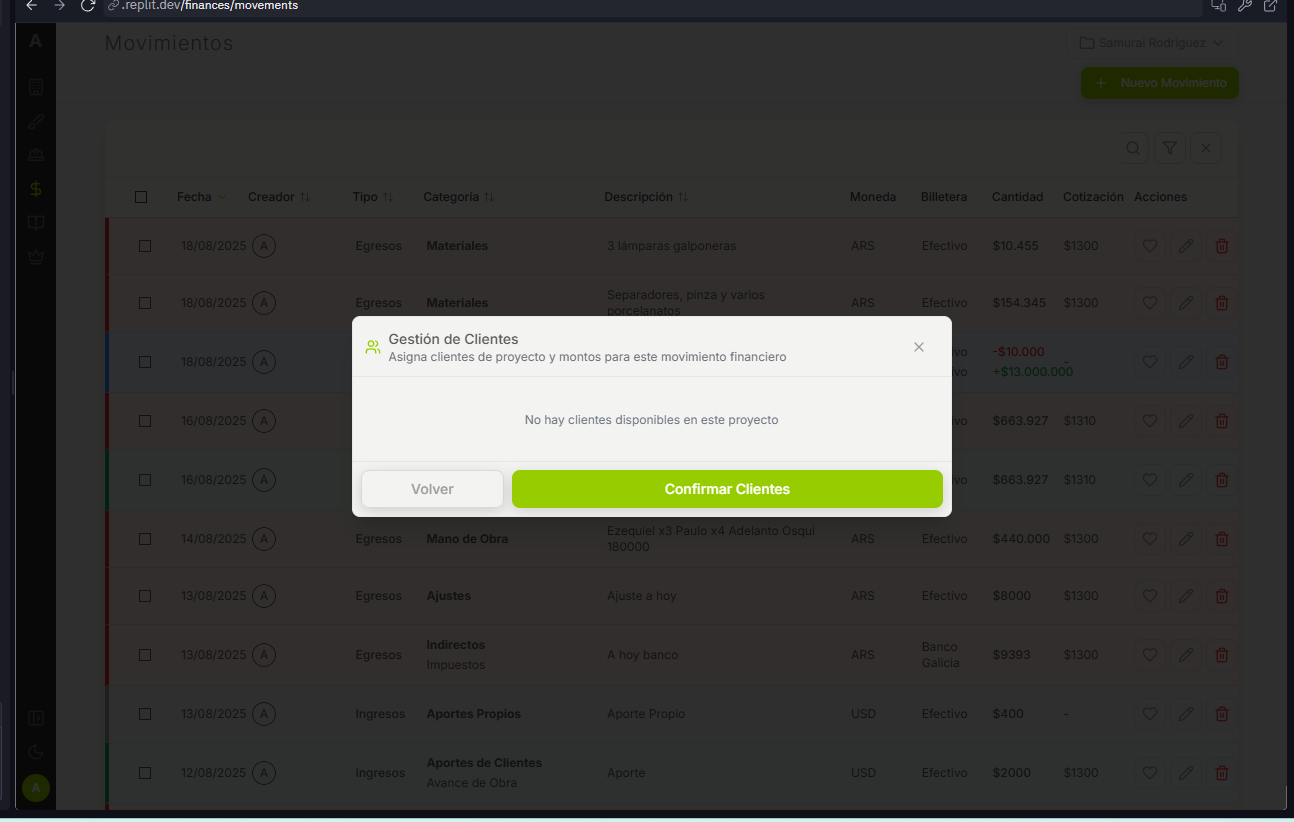 .replit.dev/finances/movements
A
Movimientos
Samurai Rodriguez
+ Nuevo Movimiento
Fecha Creador Tipo Categoría Descripción Moneda Billetera Cantidad Cotización Acciones
18/08/2025 A Egresos Materiales 3 lámparas galponeras ARS Efectivo $10.455 $1300
18/08/2025 A Egresos Materiales Separadores, pinza y varios porcelanatos ARS Efectivo $154.345 $1300
18/08/2025 A vo -$10.000 -
vo +$13.000.000
Gestión de Clientes
Asigna clientes de proyecto y montos para este movimiento financiero
No hay clientes disponibles en este proyecto
Volver
Confirmar Clientes
16/08/2025 A vo $663.927 $1310
16/08/2025 A vo $663.927 $1310
14/08/2025 A Egresos Mano de Obra Ezequiel x3 Paulo x4 Adelanto Osqui 180000 ARS Efectivo $440.000 $1300
13/08/2025 A Egresos Ajustes Ajuste a hoy ARS Efectivo $8000 $1300
13/08/2025 A Egresos Indirectos Impuestos A hoy banco ARS Banco Galicia $9393 $1300
13/08/2025 A Ingresos Aportes Propios Aporte Propio USD Efectivo $400 -
12/08/2025 A Ingresos Aportes de Clientes Avance de Obra Aporte USD Efectivo $2000 $1300
A